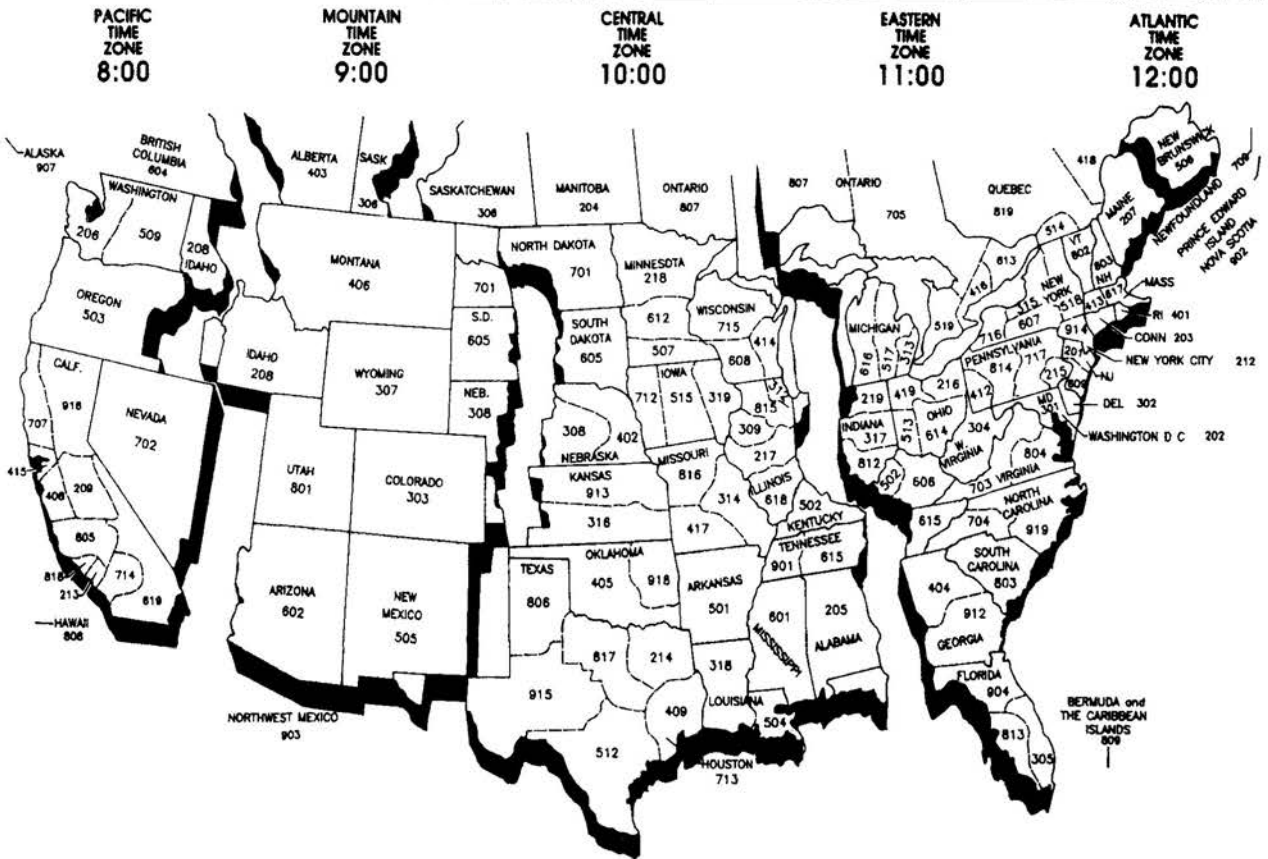 PACIFIC
TIME
ZONE
8:00
MOUNTAIN
TIME
ZONE
9:00
CENTRAL
TIME
ZONE
10:00
EASTERN
TIME
ZONE
11:00
ATLANTIC
TIME
ZONE
12:00
ALASKA
907
BRITISH
COLUMBIA
604
WASHINGTON
206
509
208
IDAHO
OREGON
503
CALF.
916
707
NEVADA
702
415
408
209
805
818
213
714
619
HAWAII
808
ALBERTA
403
SASK
306
MONTANA
406
IDAHO
208
WYOMING
307
UTAH
801
COLORADO
303
ARIZONA
602
NEW
MEXICO
505
NORTHWEST MEXICO
903
701
S.D.
605
NEB.
308
SASKATCHEWAN
306
MANITOBA
204
ONTARIO
807
NORTH DAKOTA
701
MINNESOTA
218
612
507
SOUTH
DAKOTA
605
WISCONSIN
715
414
608
IOWA
712
515
319
308
402
NEBRASKA
KANSAS
913
316
MISSOURI
816
314
417
312
815
309
217
ILLINOIS
618
502
KENTUCKY
TENNESSEE
901
615
OKLAHOMA
405
918
TEXAS
806
ARKANSAS
501
601
MISSISSIPPI
205
ALABAMA
817
214
318
LOUISIANA
504
915
409
512
HOUSTON
713
807
ONTARIO
705
QUEBEC
819
418
514
613
416
519
MICHIGAN
616
517
313
219
INDIANA
317
812
419
216
OHIO
513
614
502
606
412
PENNSYLVANIA
814
717
215
716
315
607
NEW
YORK
518
914
VT
802
603
NH
MAINE
207
413
617
MASS
RI 401
CONN 203
NEW YORK CITY 212
201
NJ
609
DEL 302
MD
301
WASHINGTON D C 202
304
W.
VIRGINIA
804
703
VIRGINIA
615
704
NORTH
CAROLINA
919
SOUTH
CAROLINA
803
404
912
GEORGIA
FLORIDA
904
813
305
NEW
BRUNSWICK
506
NEWFOUNDLAND 709
PRINCE EDWARD
ISLAND
NOVA SCOTIA
902
BERMUDA and
THE CARIBBEAN
ISLANDS
809